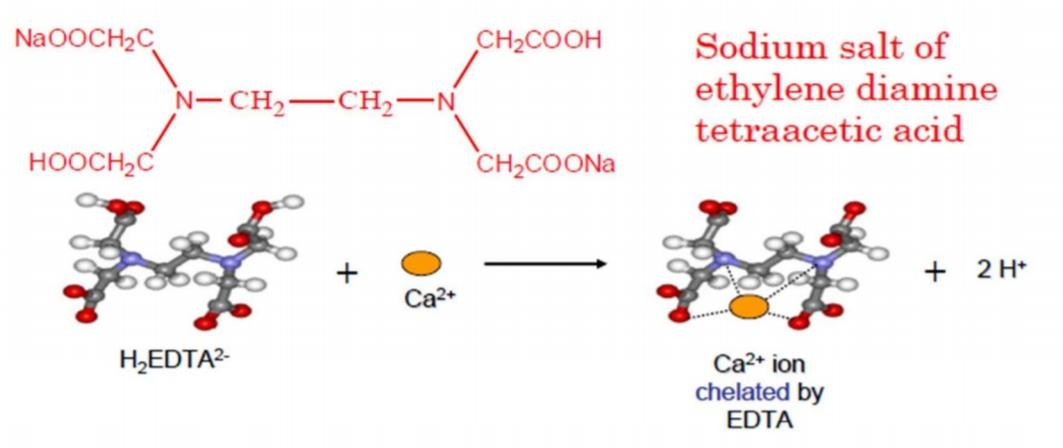 NaOOCH₂C
CH₂COOH
N—CH₂—CH₂—N
HOOCH₂C
CH₂COONa
Sodium salt of
ethylene diamine
tetraacetic acid
+
Ca²⁺
+ 2 H⁺
H₂EDTA²⁻
Ca²⁺ ion
chelated by
EDTA